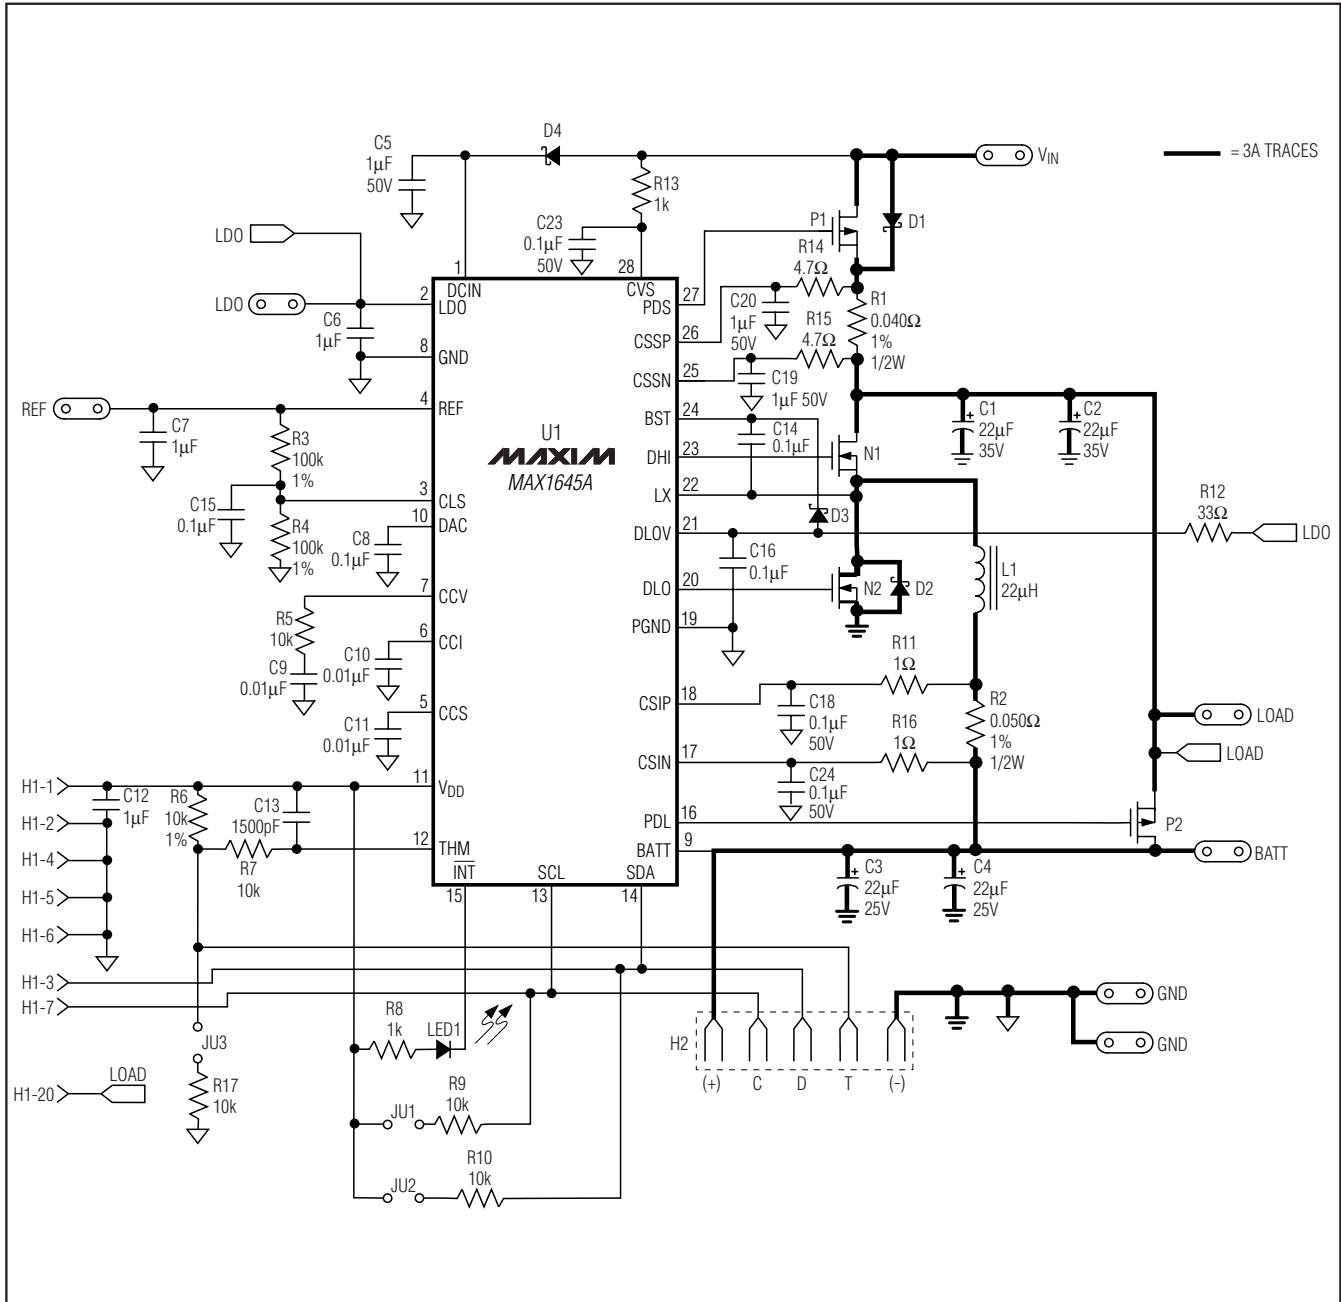 C5
1µF
50V
D4
VIN
= 3A TRACES
R13
1k
C23
0.1µF
50V
P1
D1
LDO
R14
4.7Ω
1
28
DCIN
CVS
27
PDS
LDO
2
LDO
C20
1µF
50V
R1
0.040Ω
1%
1/2W
C6
1µF
R15
4.7Ω
26
CSSP
8
GND
25
CSSN
C19
1µF 50V
REF
4
REF
24
BST
C1
22µF
35V
C2
22µF
35V
C7
1µF
R3
100k
1%
U1
MAXIM
MAX1645A
C14
0.1µF
23
DHI
N1
22
LX
3
CLS
C15
0.1µF
R4
100k
1%
10
DAC
C8
0.1µF
D3
R12
33Ω
21
DLOV
LDO
C16
0.1µF
L1
22µH
7
CCV
20
DLO
N2
D2
R5
10k
6
CCI
19
PGND
C10
0.01µF
C9
0.01µF
R11
1Ω
18
CSIP
5
CCS
C11
0.01µF
C18
0.1µF
50V
R2
0.050Ω
1%
1/2W
LOAD
R16
1Ω
17
CSIN
LOAD
H1-1
11
VDD
C12
1µF
R6
10k
1%
C13
1500pF
C24
0.1µF
50V
H1-2
16
PDL
P2
12
THM
9
BATT
BATT
H1-4
R7
10k
INT
SCL
SDA
C3
22µF
25V
C4
22µF
25V
15
13
14
H1-5
H1-6
H1-3
H1-7
GND
R8
1k
LED1
JU3
H2
GND
R17
10k
R9
10k
(+)
C
D
T
(-)
H1-20
LOAD
JU1
R10
10k
JU2